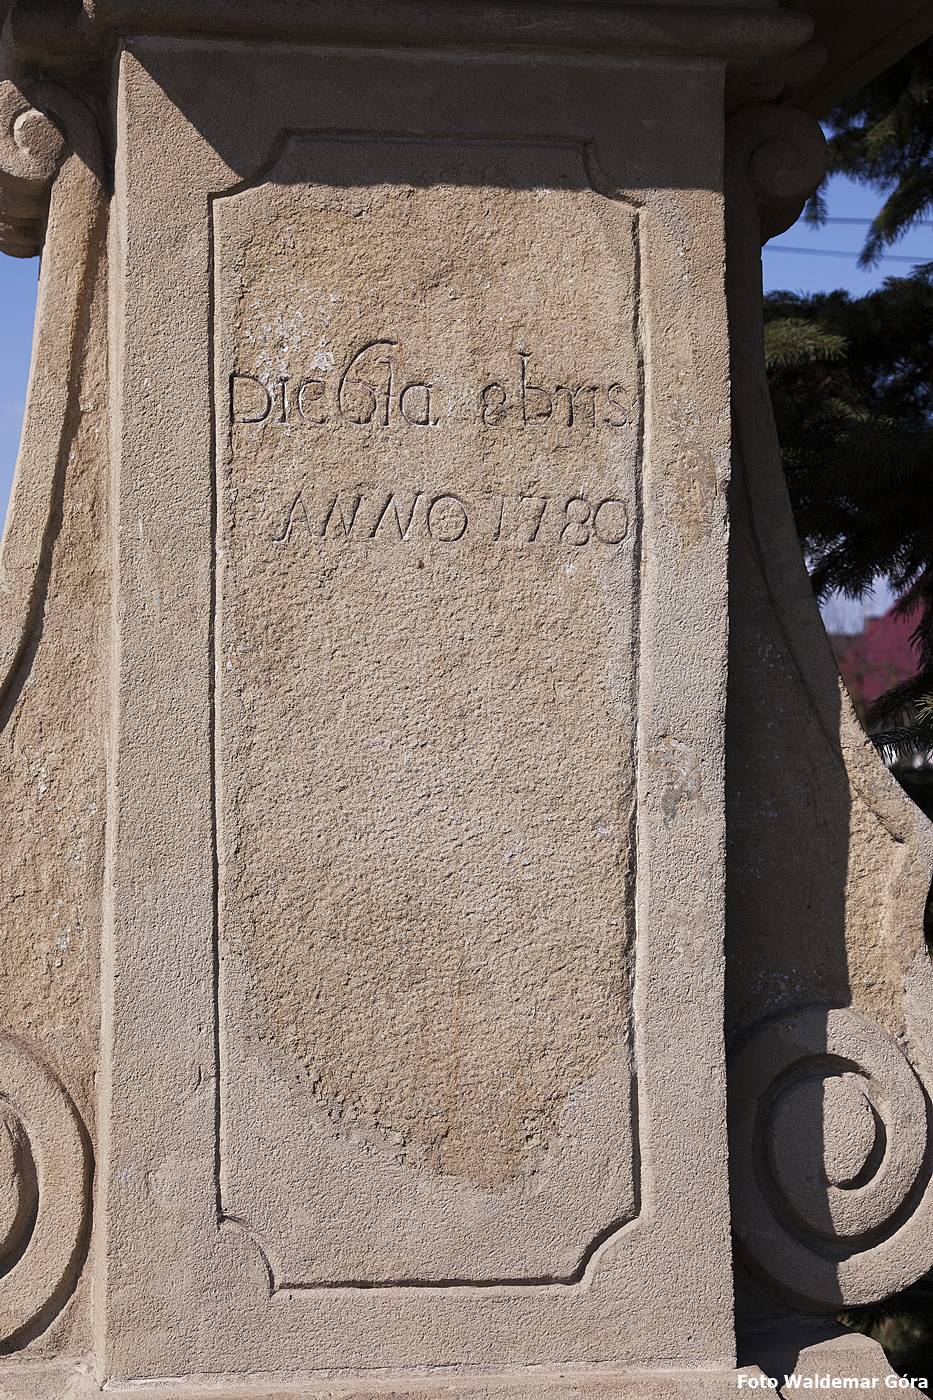 Die 6ta 8bris
ANNO 1780
Foto Waldemar Góra